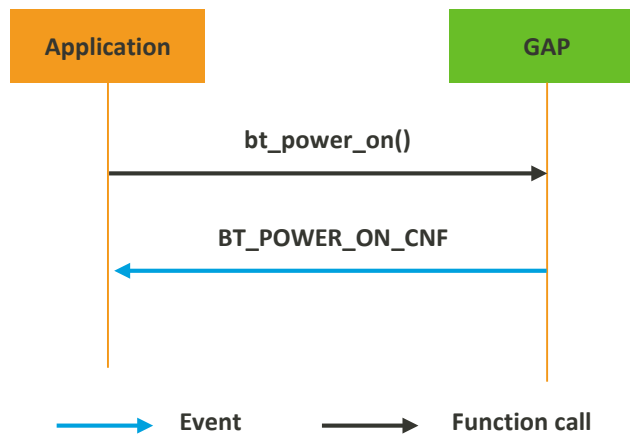 Application
GAP
bt_power_on()
BT_POWER_ON_CNF
Event
Function call